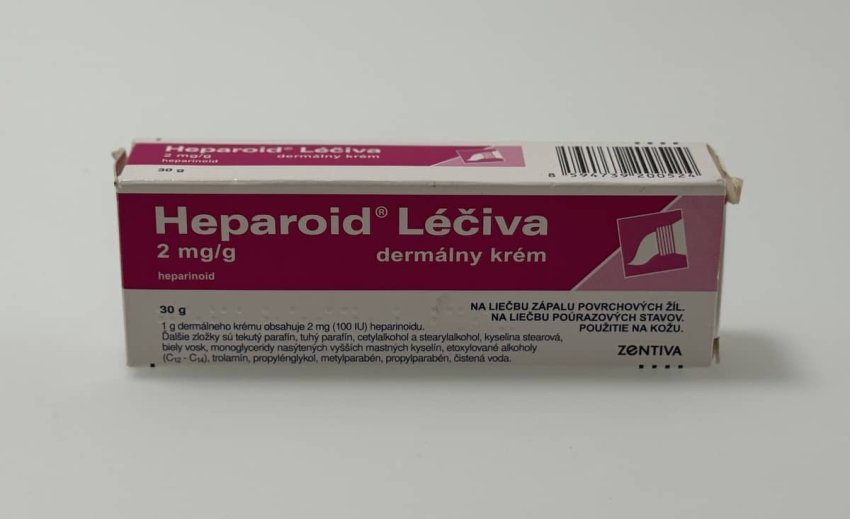 Heparoid® Léčiva
2 mg/g dermálny krém
heparinoid
30 g
8 594739 200524
Heparoid® Léčiva
2 mg/g dermálny krém
heparinoid
30 g
1 g dermálneho krému obsahuje 2 mg (100 IU) heparinoidu.
Ďalšie zložky sú tekutý parafín, tuhý parafín, cetylalkohol a stearylalkohol, kyselina stearová,
biely vosk, monoglyceridy nasýtených vyšších mastných kyselín, etoxylované alkoholy
(C₁₂ - C₁₄), trolamín, propylénglykol, metylparabén, propylparabén, čistená voda.
NA LIEČBU ZÁPALU POVRCHOVÝCH ŽÍL.
NA LIEČBU POÚRAZOVÝCH STAVOV.
POUŽITIE NA KOŽU.
ZENTIVA